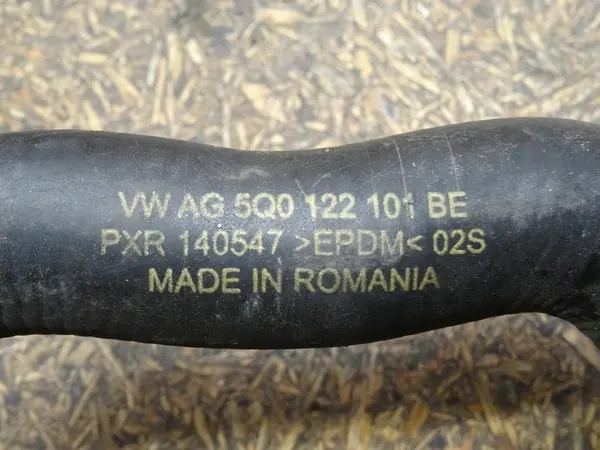 VW AG 5Q0 122 101 BE
PXR 140547 >EPDM< 02S
MADE IN ROMANIA